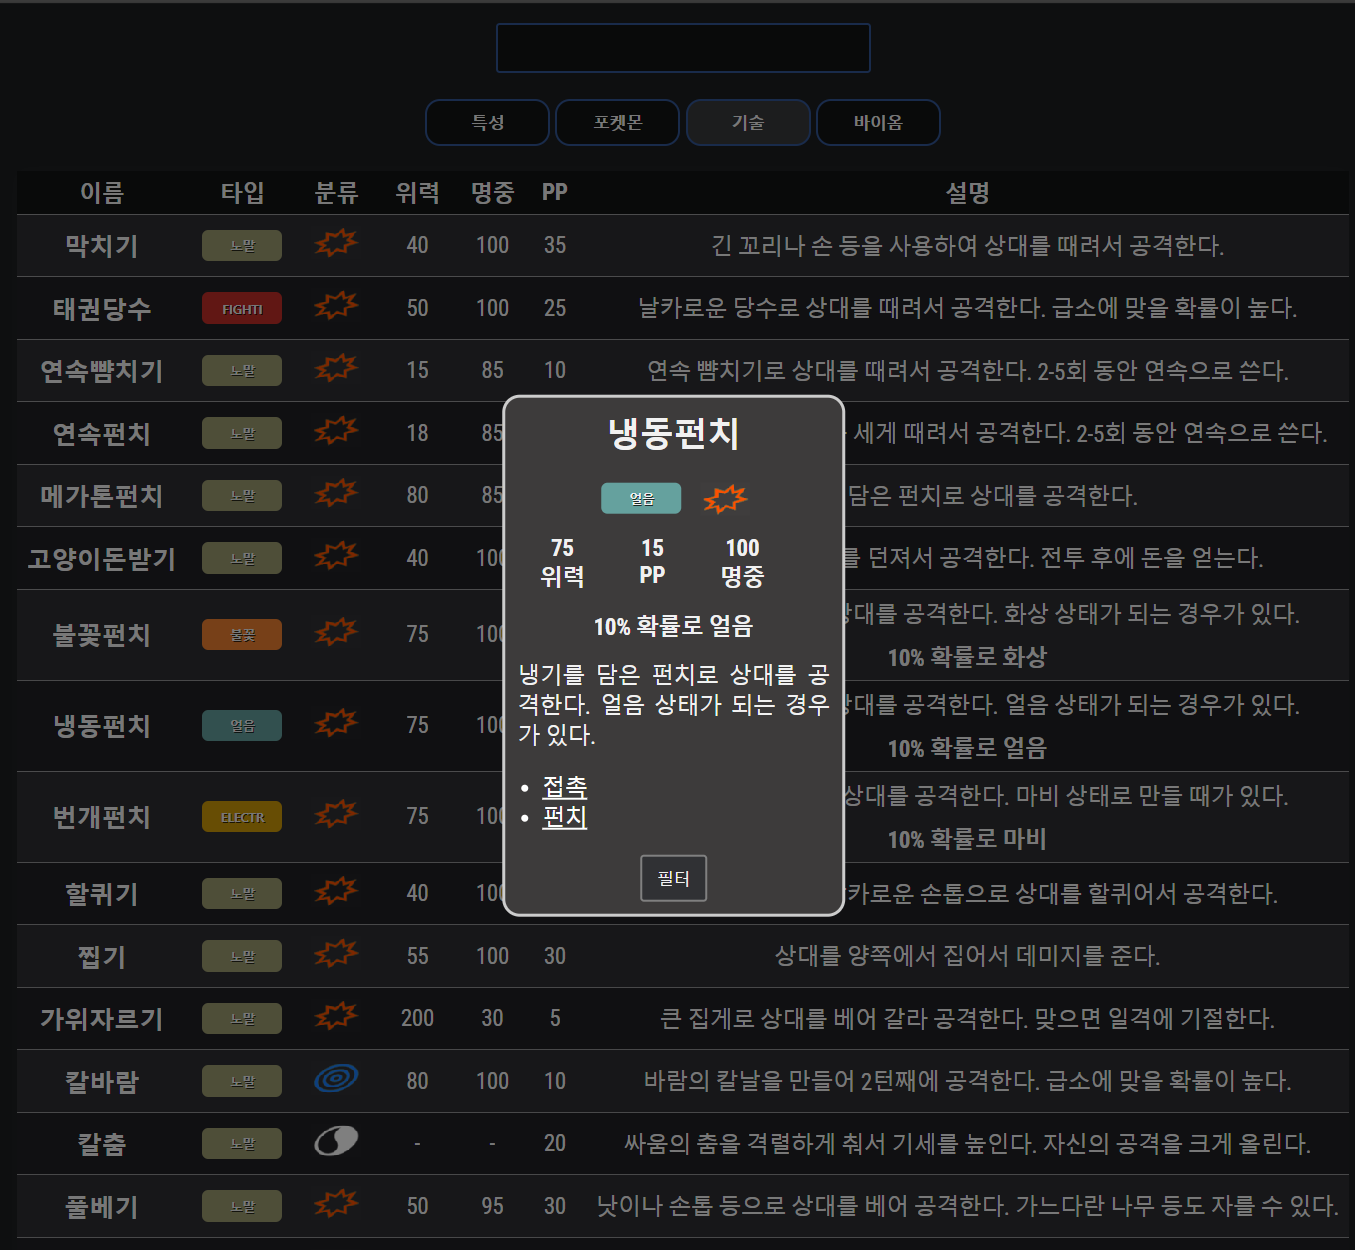 특성 포켓몬 기술 바이옴
이름 타입 분류 위력 명중 PP 설명
막치기 노말 40 100 35 긴 꼬리나 손 등을 사용하여 상대를 때려서 공격한다.
태권당수 FIGHTI 50 100 25 날카로운 당수로 상대를 때려서 공격한다. 급소에 맞을 확률이 높다.
연속뺨치기 노말 15 85 10 연속 뺨치기로 상대를 때려서 공격한다. 2-5회 동안 연속으로 쓴다.
연속펀치 노말 18 85 세게 때려서 공격한다. 2-5회 동안 연속으로 쓴다.
메가톤펀치 노말 80 85 담은 펀치로 상대를 공격한다.
고양이돈받기 노말 40 100 를 던져서 공격한다. 전투 후에 돈을 얻는다.
불꽃펀치 불꽃 75 100 상대를 공격한다. 화상 상태가 되는 경우가 있다.
10% 확률로 화상
냉동펀치 얼음 75 100 상대를 공격한다. 얼음 상태가 되는 경우가 있다.
10% 확률로 얼음
번개펀치 ELECTR 75 100 상대를 공격한다. 마비 상태로 만들 때가 있다.
10% 확률로 마비
할퀴기 노말 40 100 카로운 손톱으로 상대를 할퀴어서 공격한다.
찝기 노말 55 100 30 상대를 양쪽에서 집어서 데미지를 준다.
가위자르기 노말 200 30 5 큰 집게로 상대를 베어 갈라 공격한다. 맞으면 일격에 기절한다.
칼바람 노말 80 100 10 바람의 칼날을 만들어 2턴째에 공격한다. 급소에 맞을 확률이 높다.
칼춤 노말 - - 20 싸움의 춤을 격렬하게 춰서 기세를 높인다. 자신의 공격을 크게 올린다.
풀베기 노말 50 95 30 낫이나 손톱 등으로 상대를 베어 공격한다. 가느다란 나무 등도 자를 수 있다.
냉동펀치
얼음
75 15 100
위력 PP 명중
10% 확률로 얼음
냉기를 담은 펀치로 상대를 공
격한다. 얼음 상태가 되는 경우
가 있다.
• 접촉
• 펀치
필터